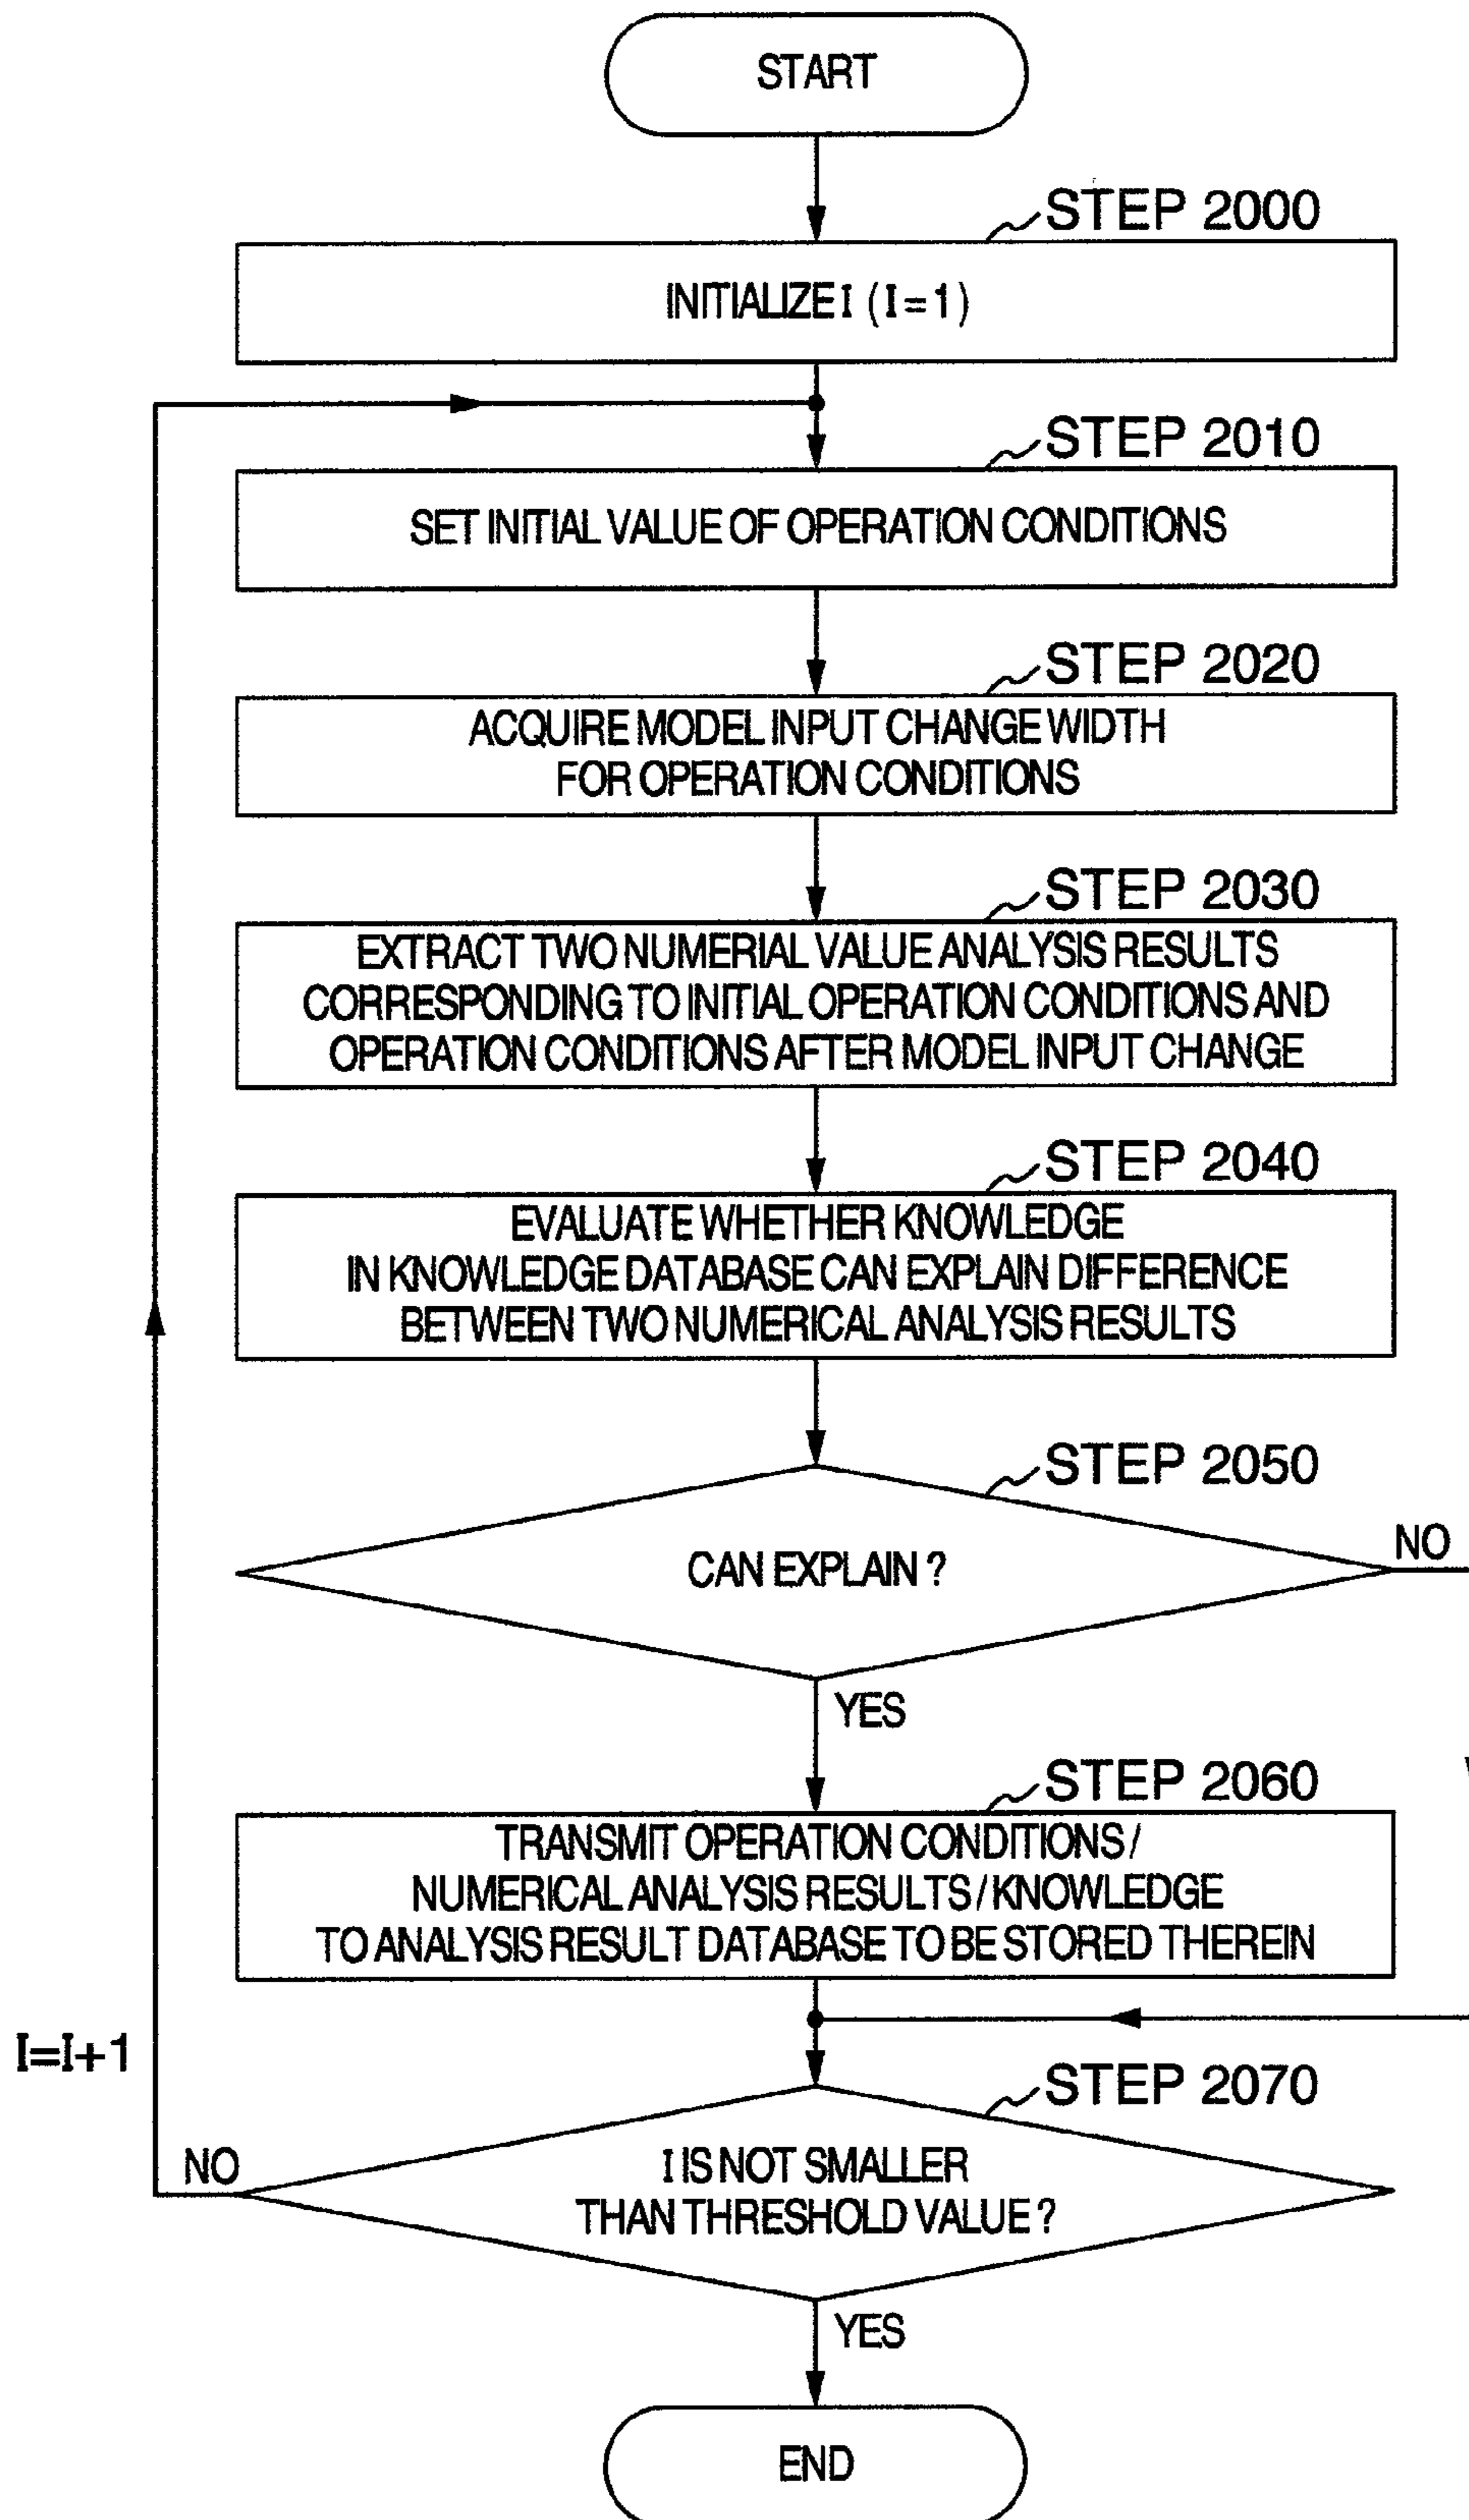 START
STEP 2000
INITIALIZE I (I=1)
STEP 2010
SET INITIAL VALUE OF OPERATION CONDITIONS
STEP 2020
ACQUIRE MODEL INPUT CHANGE WIDTH
FOR OPERATION CONDITIONS
STEP 2030
EXTRACT TWO NUMERIAL VALUE ANALYSIS RESULTS
CORRESPONDING TO INITIAL OPERATION CONDITIONS AND
OPERATION CONDITIONS AFTER MODEL INPUT CHANGE
STEP 2040
EVALUATE WHETHER KNOWLEDGE
IN KNOWLEDGE DATABASE CAN EXPLAIN DIFFERENCE
BETWEEN TWO NUMERICAL ANALYSIS RESULTS
STEP 2050
CAN EXPLAIN ?
NO
YES
STEP 2060
TRANSMIT OPERATION CONDITIONS /
NUMERICAL ANALYSIS RESULTS / KNOWLEDGE
TO ANALYSIS RESULT DATABASE TO BE STORED THEREIN
I=I+1
STEP 2070
NO
I IS NOT SMALLER
THAN THRESHOLD VALUE ?
YES
END